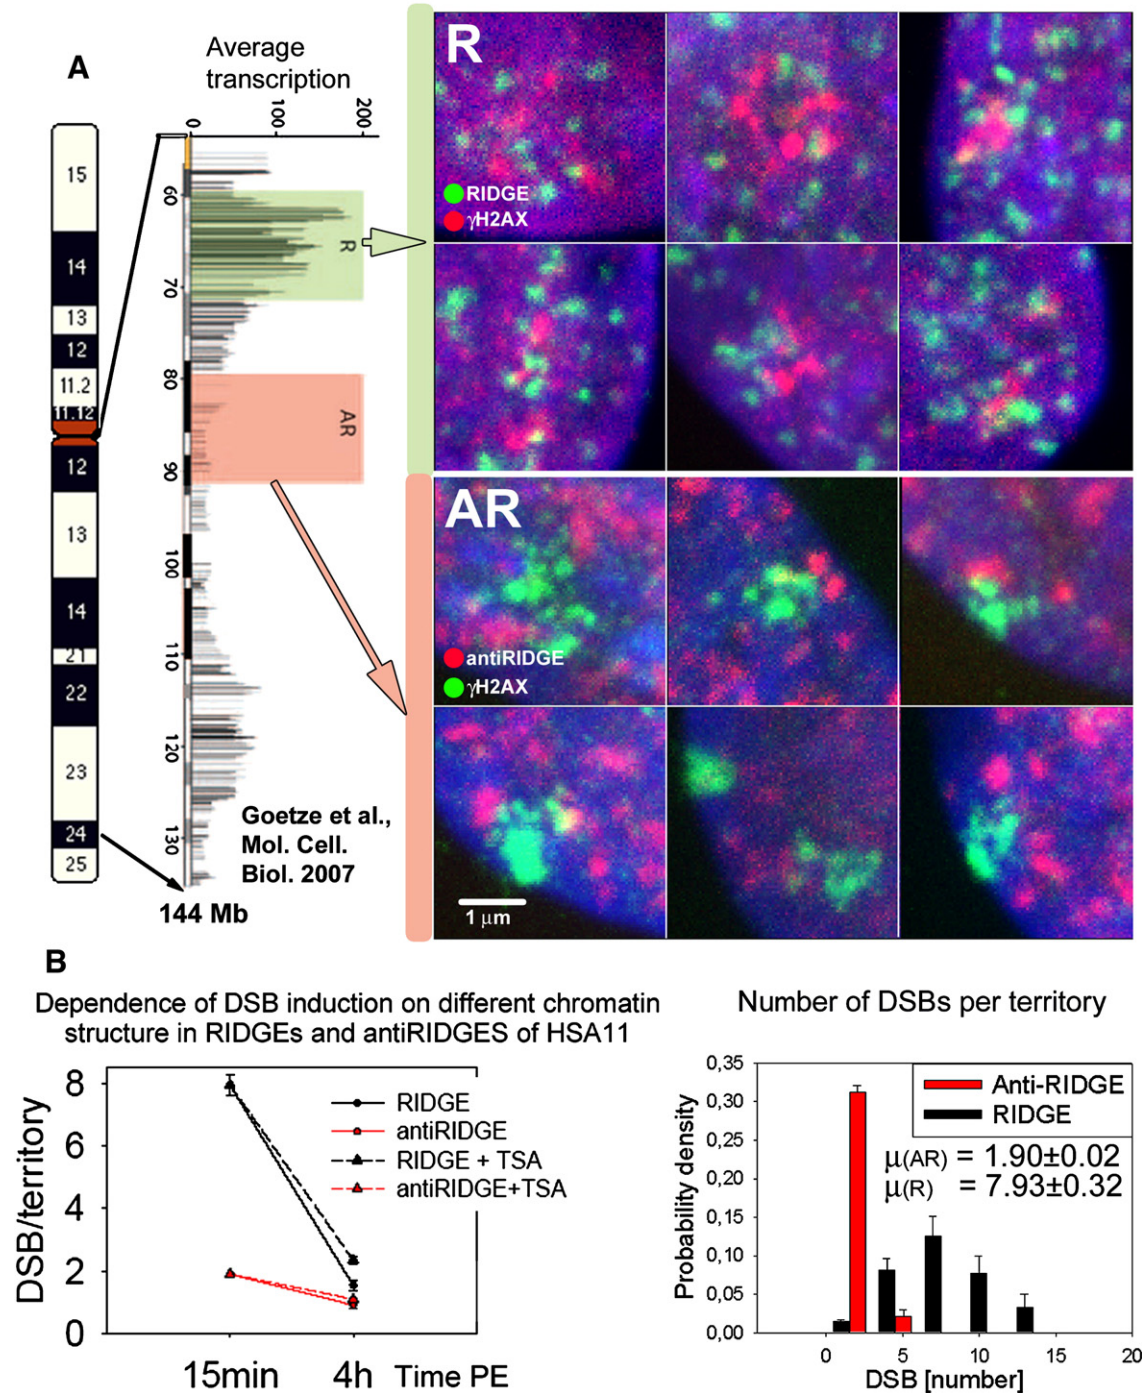 A
Average
transcription
0
100
200
15
14
13
12
11.2
11.12
12
13
14
21
22
23
24
25
60
70
80
90
100
110
120
130
R
AR
144 Mb
Goetze et al.,
Mol. Cell.
Biol. 2007
R
RIDGE
γH2AX
AR
antiRIDGE
γH2AX
1 μm
B
Dependence of DSB induction on different chromatin
structure in RIDGEs and antiRIDGES of HSA11
DSB/territory
8
6
4
2
0
RIDGE
antiRIDGE
RIDGE + TSA
antiRIDGE+TSA
15min
4h
Time PE
Number of DSBs per territory
Probability density
0,35
0,30
0,25
0,20
0,15
0,10
0,05
0,00
Anti-RIDGE
RIDGE
μ(AR) = 1.90±0.02
μ(R) = 7.93±0.32
0
5
10
15
20
DSB [number]